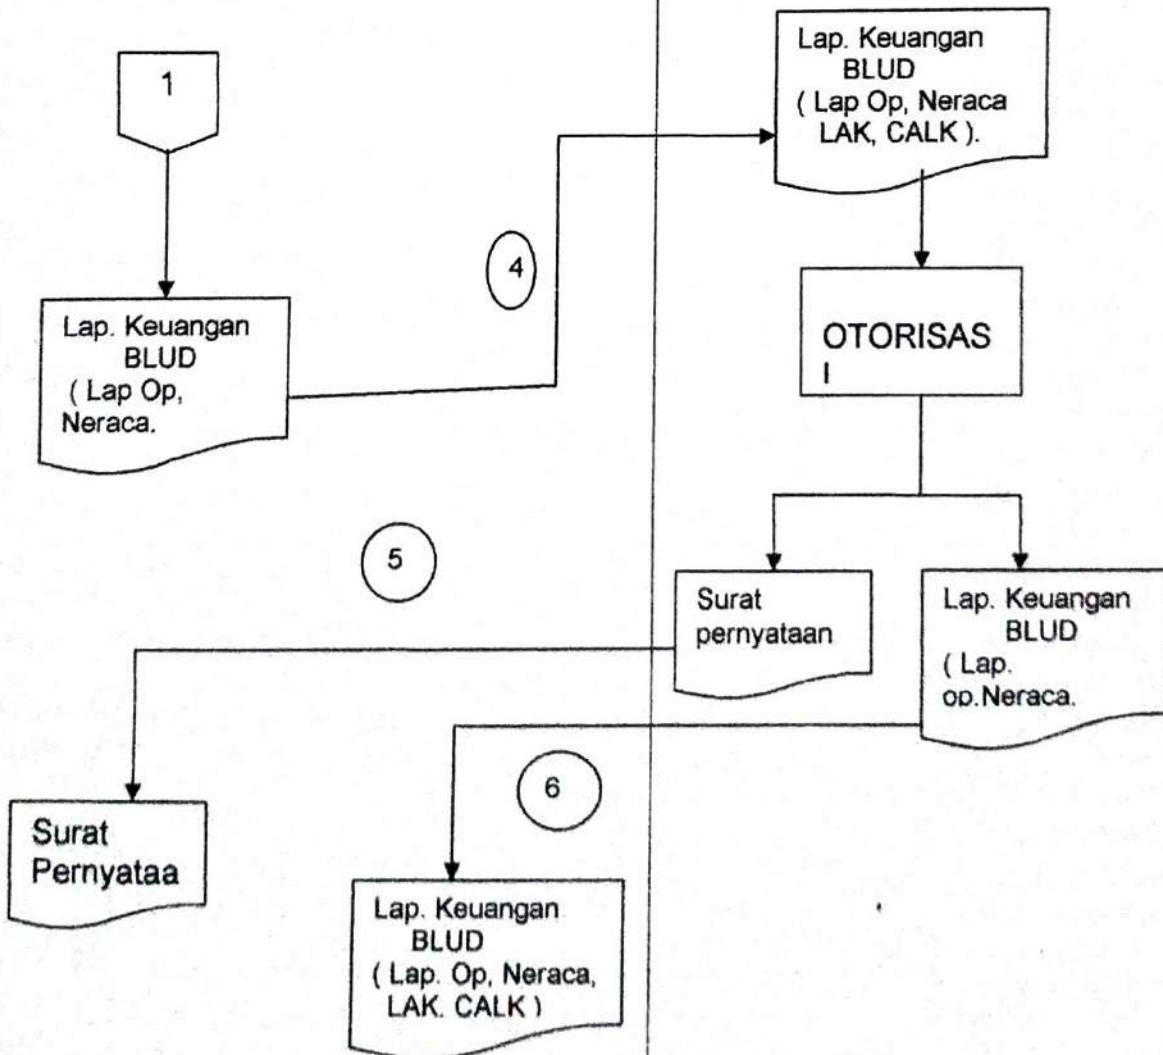 1
Lap. Keuangan
BLUD
( Lap Op,
Neraca.
4
Lap. Keuangan
BLUD
( Lap Op, Neraca
LAK, CALK ).
OTORISAS
I
5
Surat
pernyataan
Lap. Keuangan
BLUD
( Lap.
op.Neraca.
6
Surat
Pernyataa
Lap. Keuangan
BLUD
( Lap. Op, Neraca,
LAK. CALK )